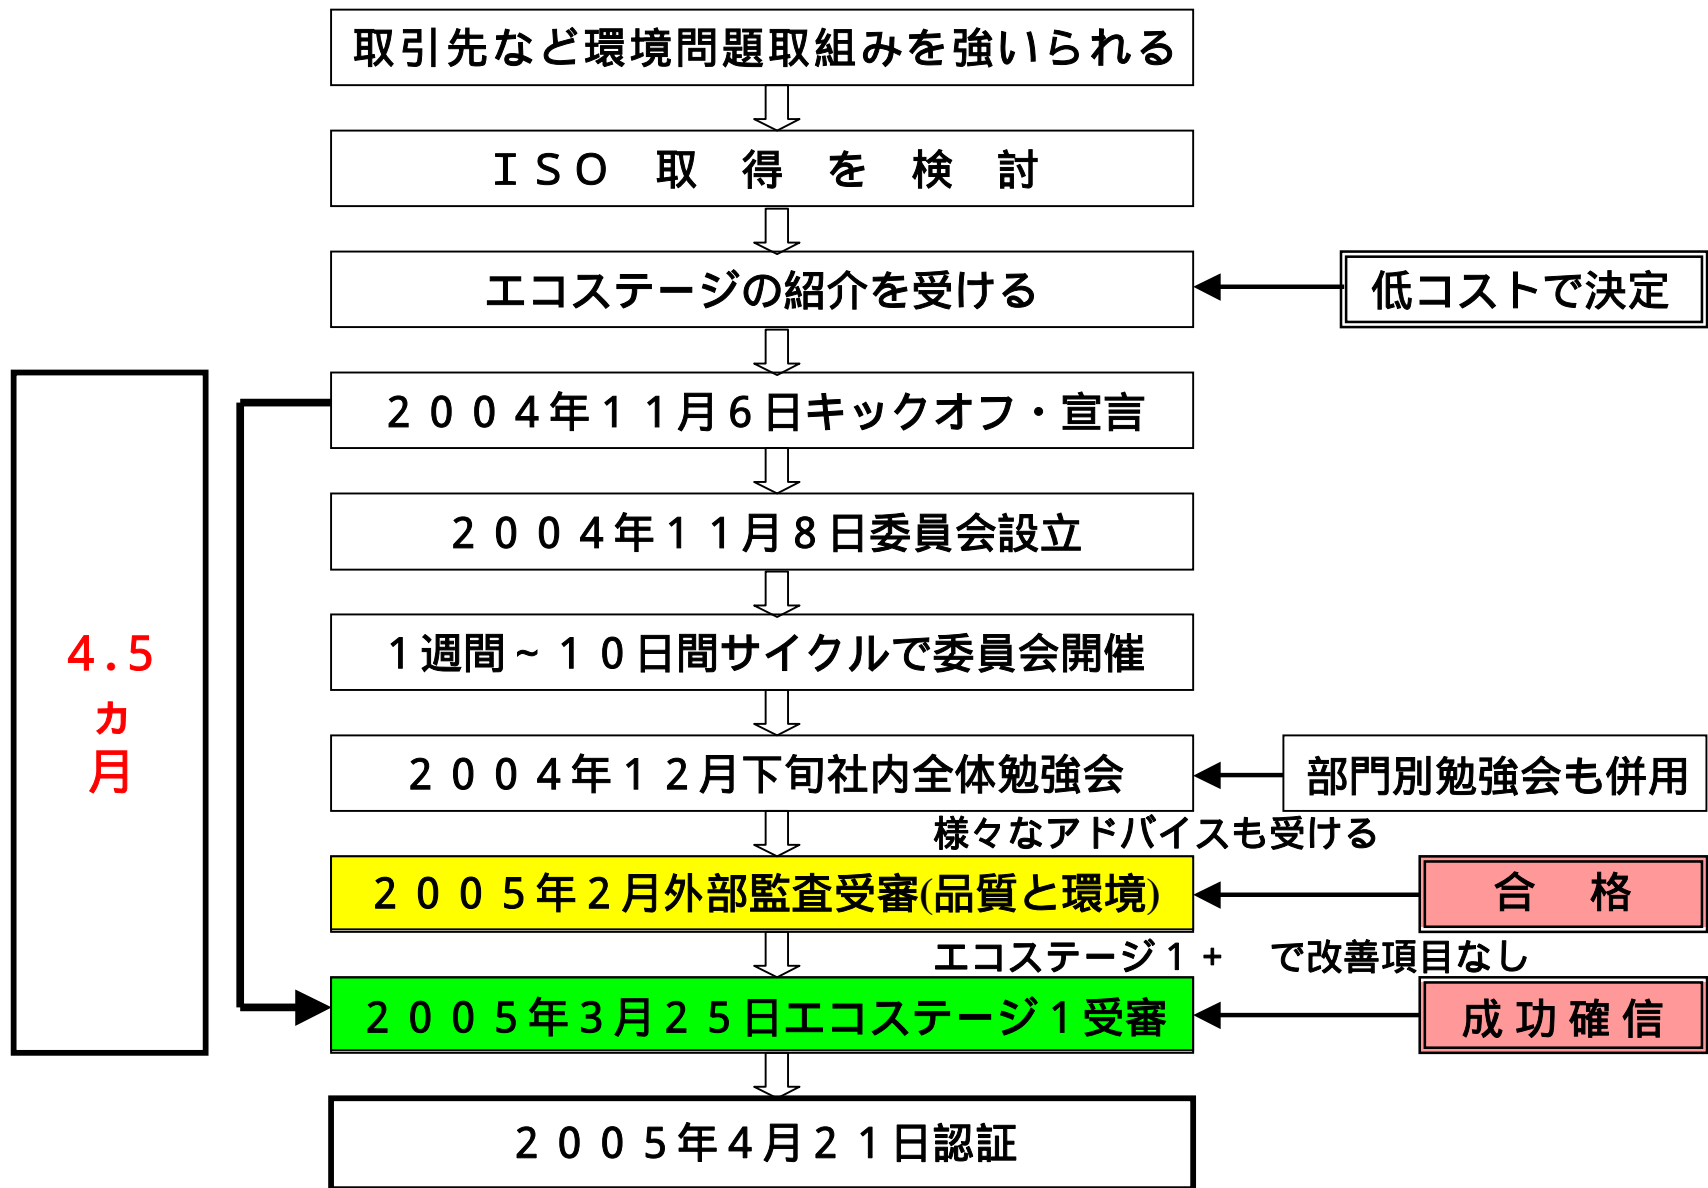 取引先など環境問題取組みを強いられる
ＩＳＯ　取　得　を　検　討
エコステージの紹介を受ける
低コストで決定
２００４年１１月６日キックオフ・宣言
２００４年１１月８日委員会設立
１週間～１０日間サイクルで委員会開催
4.5
ヵ
月
２００４年１２月下旬社内全体勉強会
部門別勉強会も併用
様々なアドバイスも受ける
２００５年２月外部監査受審(品質と環境)
合　格
エコステージ１＋　で改善項目なし
２００５年３月２５日エコステージ１受審
成功確信
２００５年４月２１日認証